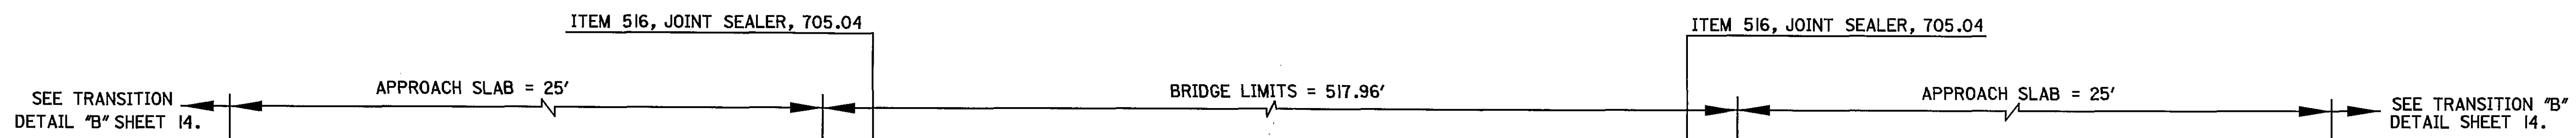 ITEM 516, JOINT SEALER, 705.04
ITEM 516, JOINT SEALER, 705.04
SEE TRANSITION
DETAIL "B" SHEET 14.
APPROACH SLAB = 25'
BRIDGE LIMITS = 517.96'
APPROACH SLAB = 25'
SEE TRANSITION "B"
DETAIL SHEET 14.